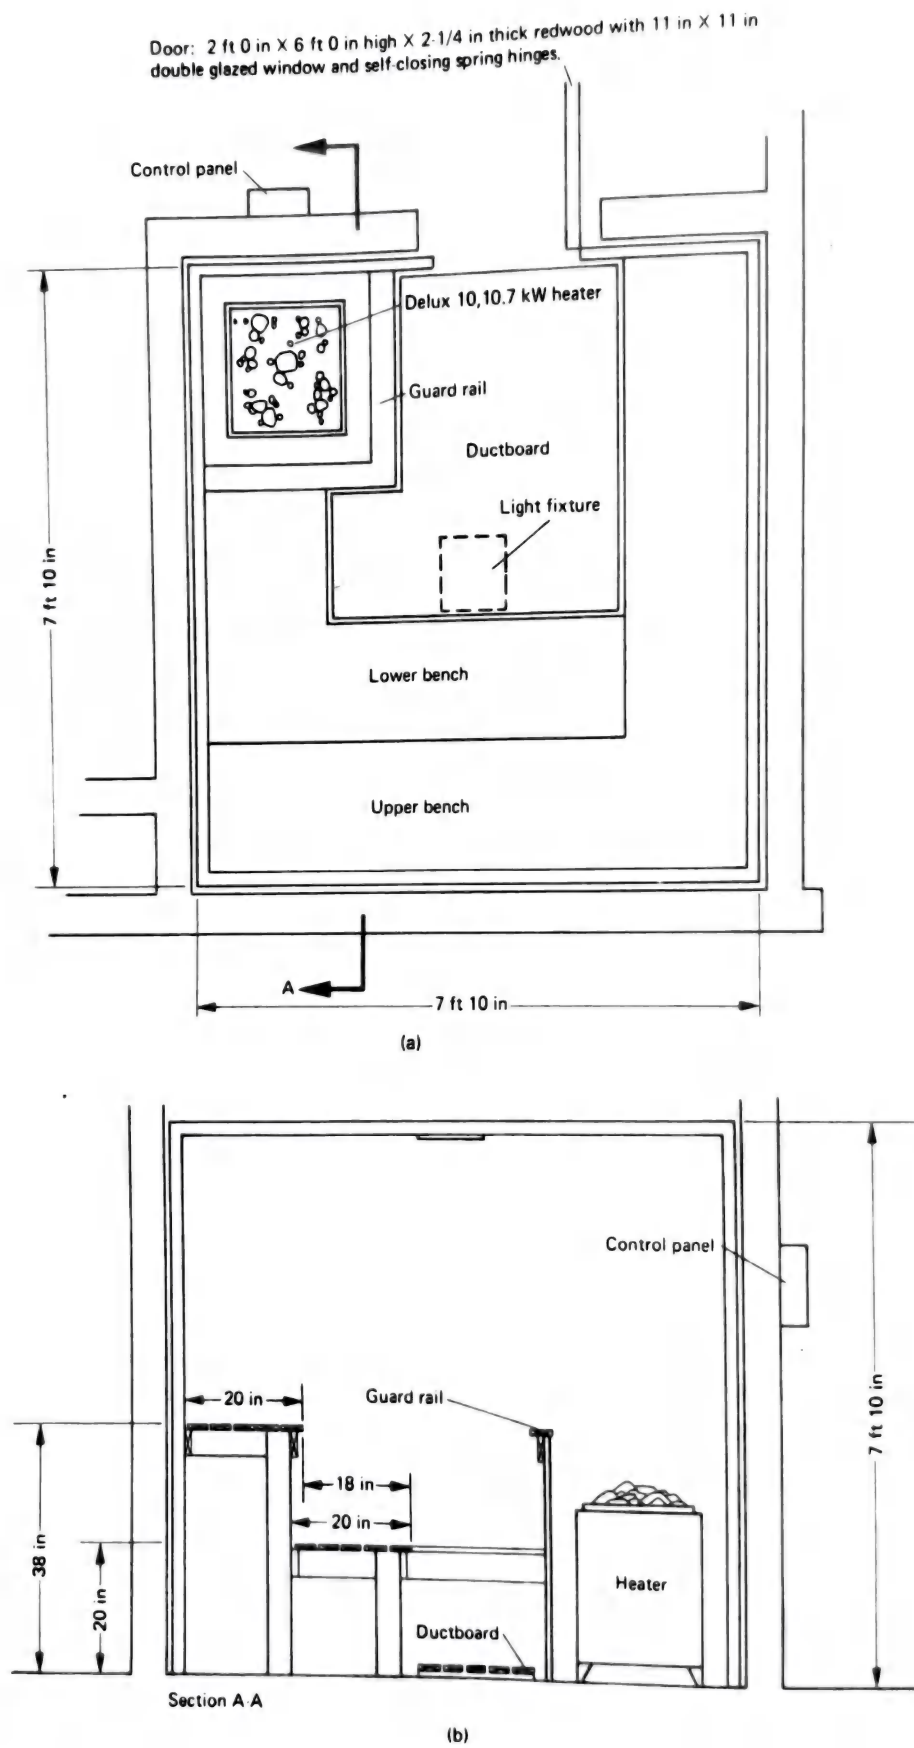 Door: 2 ft 0 in X 6 ft 0 in high X 2-1/4 in thick redwood with 11 in X 11 in
double glazed window and self-closing spring hinges.
Control panel
Delux 10,10.7 kW heater
Guard rail
Ductboard
Light fixture
7 ft 10 in
Lower bench
Upper bench
A
7 ft 10 in
(a)
Control panel
20 in
Guard rail
7 ft 10 in
18 in
20 in
38 in
20 in
Heater
Ductboard
Section A-A
(b)